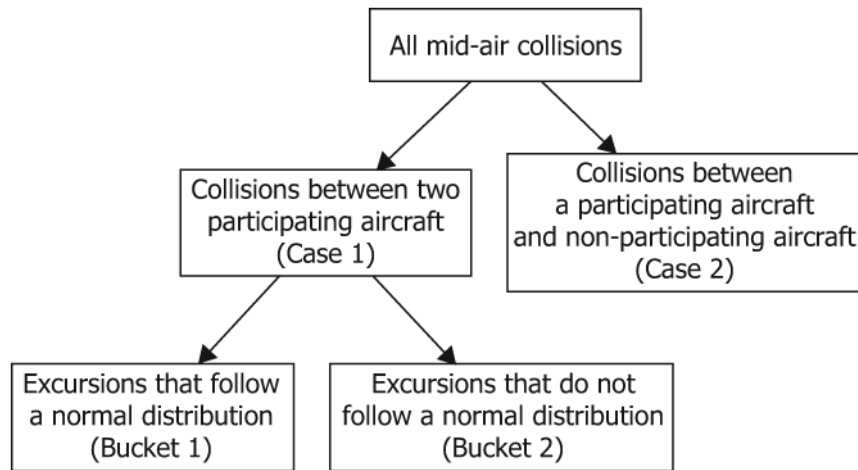 All mid-air collisions
Collisions between two
participating aircraft
(Case 1)
Collisions between
a participating aircraft
and non-participating aircraft
(Case 2)
Excursions that follow
a normal distribution
(Bucket 1)
Excursions that do not
follow a normal distribution
(Bucket 2)